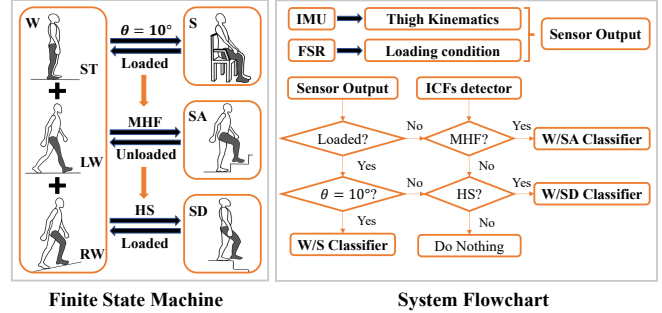 W
θ = 10°
S
Loaded
ST
+
MHF
SA
Unloaded
LW
+
HS
SD
Loaded
RW
Finite State Machine
IMU
Thigh Kinematics
FSR
Loading condition
Sensor Output
Sensor Output
ICFs detector
Loaded?
No
MHF?
Yes
W/SA Classifier
Yes
No
θ = 10°?
No
HS?
Yes
W/SD Classifier
Yes
No
W/S Classifier
Do Nothing
System Flowchart